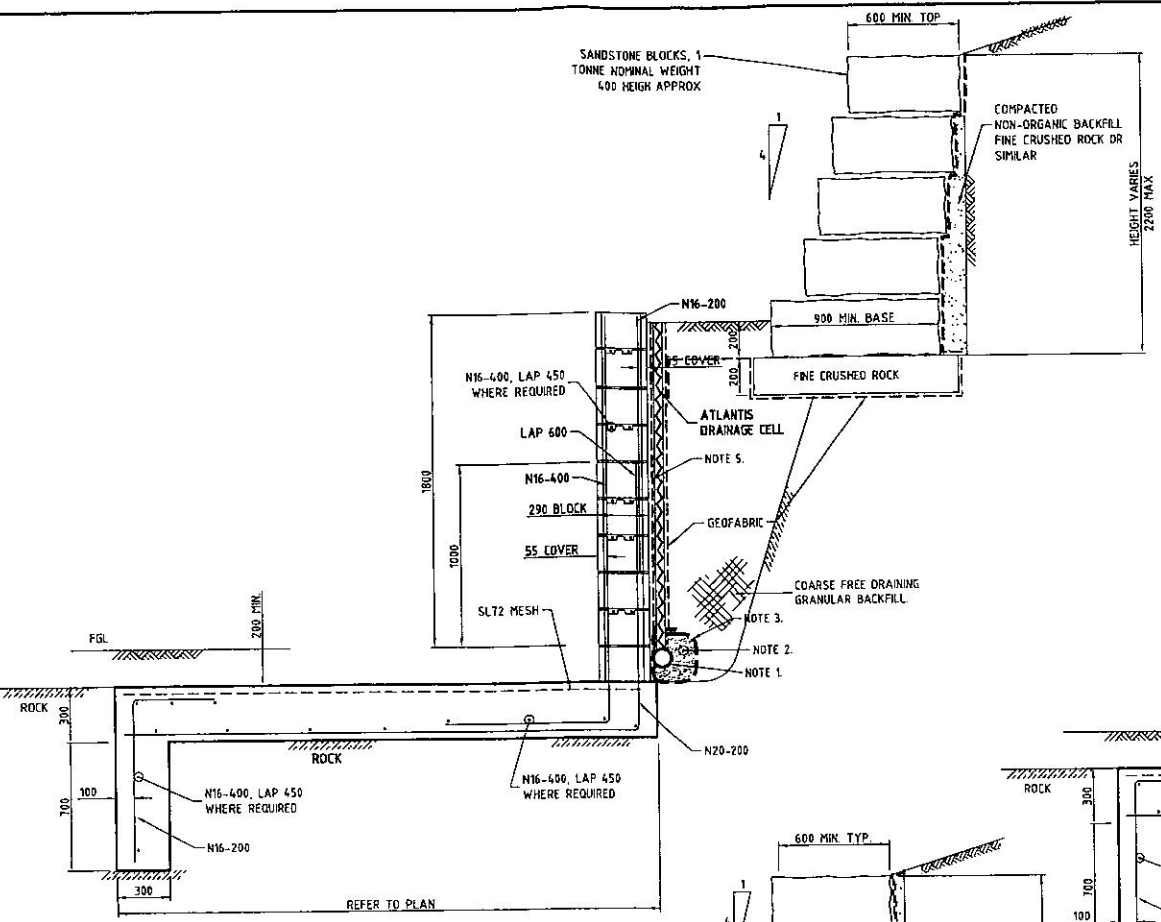 600 MIN. TOP
SANDSTONE BLOCKS, 1
TONNE NOMINAL WEIGHT
400 HEIGH APPROX
1
4
COMPACTED
NON-ORGANIC BACKFILL
FINE CRUSHED ROCK OR
SIMILAR
HEIGHT VARIES
2200 MAX
N16-200
900 MIN. BASE
200
200
FINE CRUSHED ROCK
COVER
N16-400, LAP 450
WHERE REQUIRED
ATLANTIS
DRAINAGE CELL
LAP 600
NOTE 5.
N16-400
1800
290 BLOCK
GEOFABRIC
1000
55 COVER
COARSE FREE DRAINING
GRANULAR BACKFILL
SL72 MESH
NOTE 3.
200 MIN.
FGL
NOTE 2.
NOTE 1.
ROCK
300
ROCK
N20-200
N16-400, LAP 450
WHERE REQUIRED
100
N16-400, LAP 450
WHERE REQUIRED
700
N16-200
300
REFER TO PLAN
ROCK
300
600 MIN. TYP.
1
4
700
100